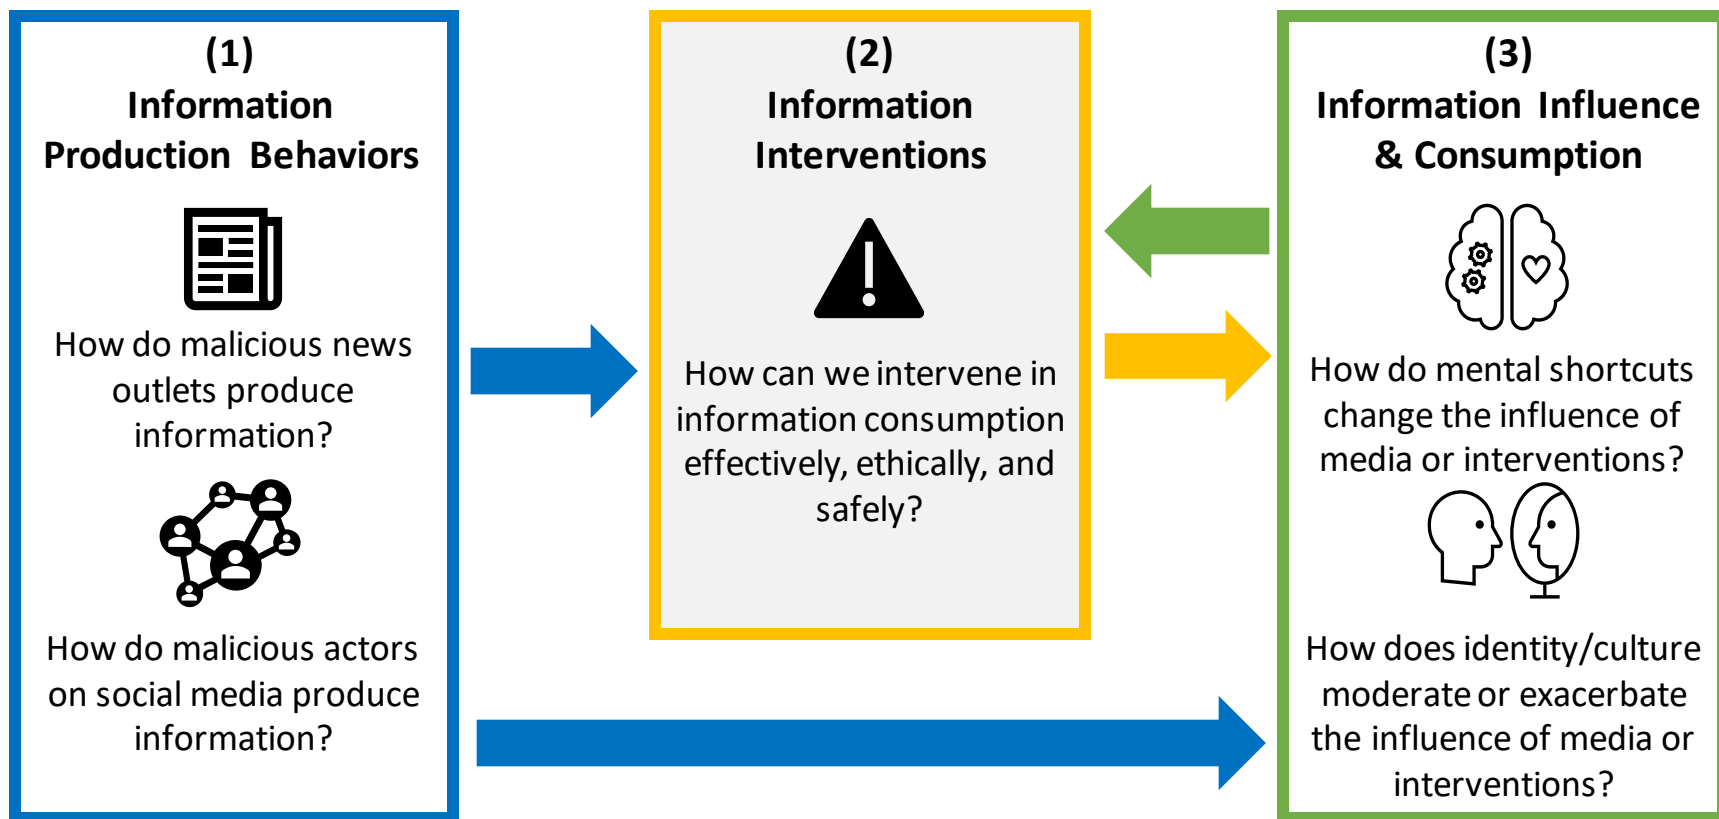 (1)
Information
Production Behaviors
How do malicious news
outlets produce
information?
How do malicious actors
on social media produce
information?
(2)
Information
Interventions
How can we intervene in
information consumption
effectively, ethically, and
safely?
(3)
Information Influence
& Consumption
How do mental shortcuts
change the influence of
media or interventions?
How does identity/culture
moderate or exacerbate
the influence of media or
interventions?